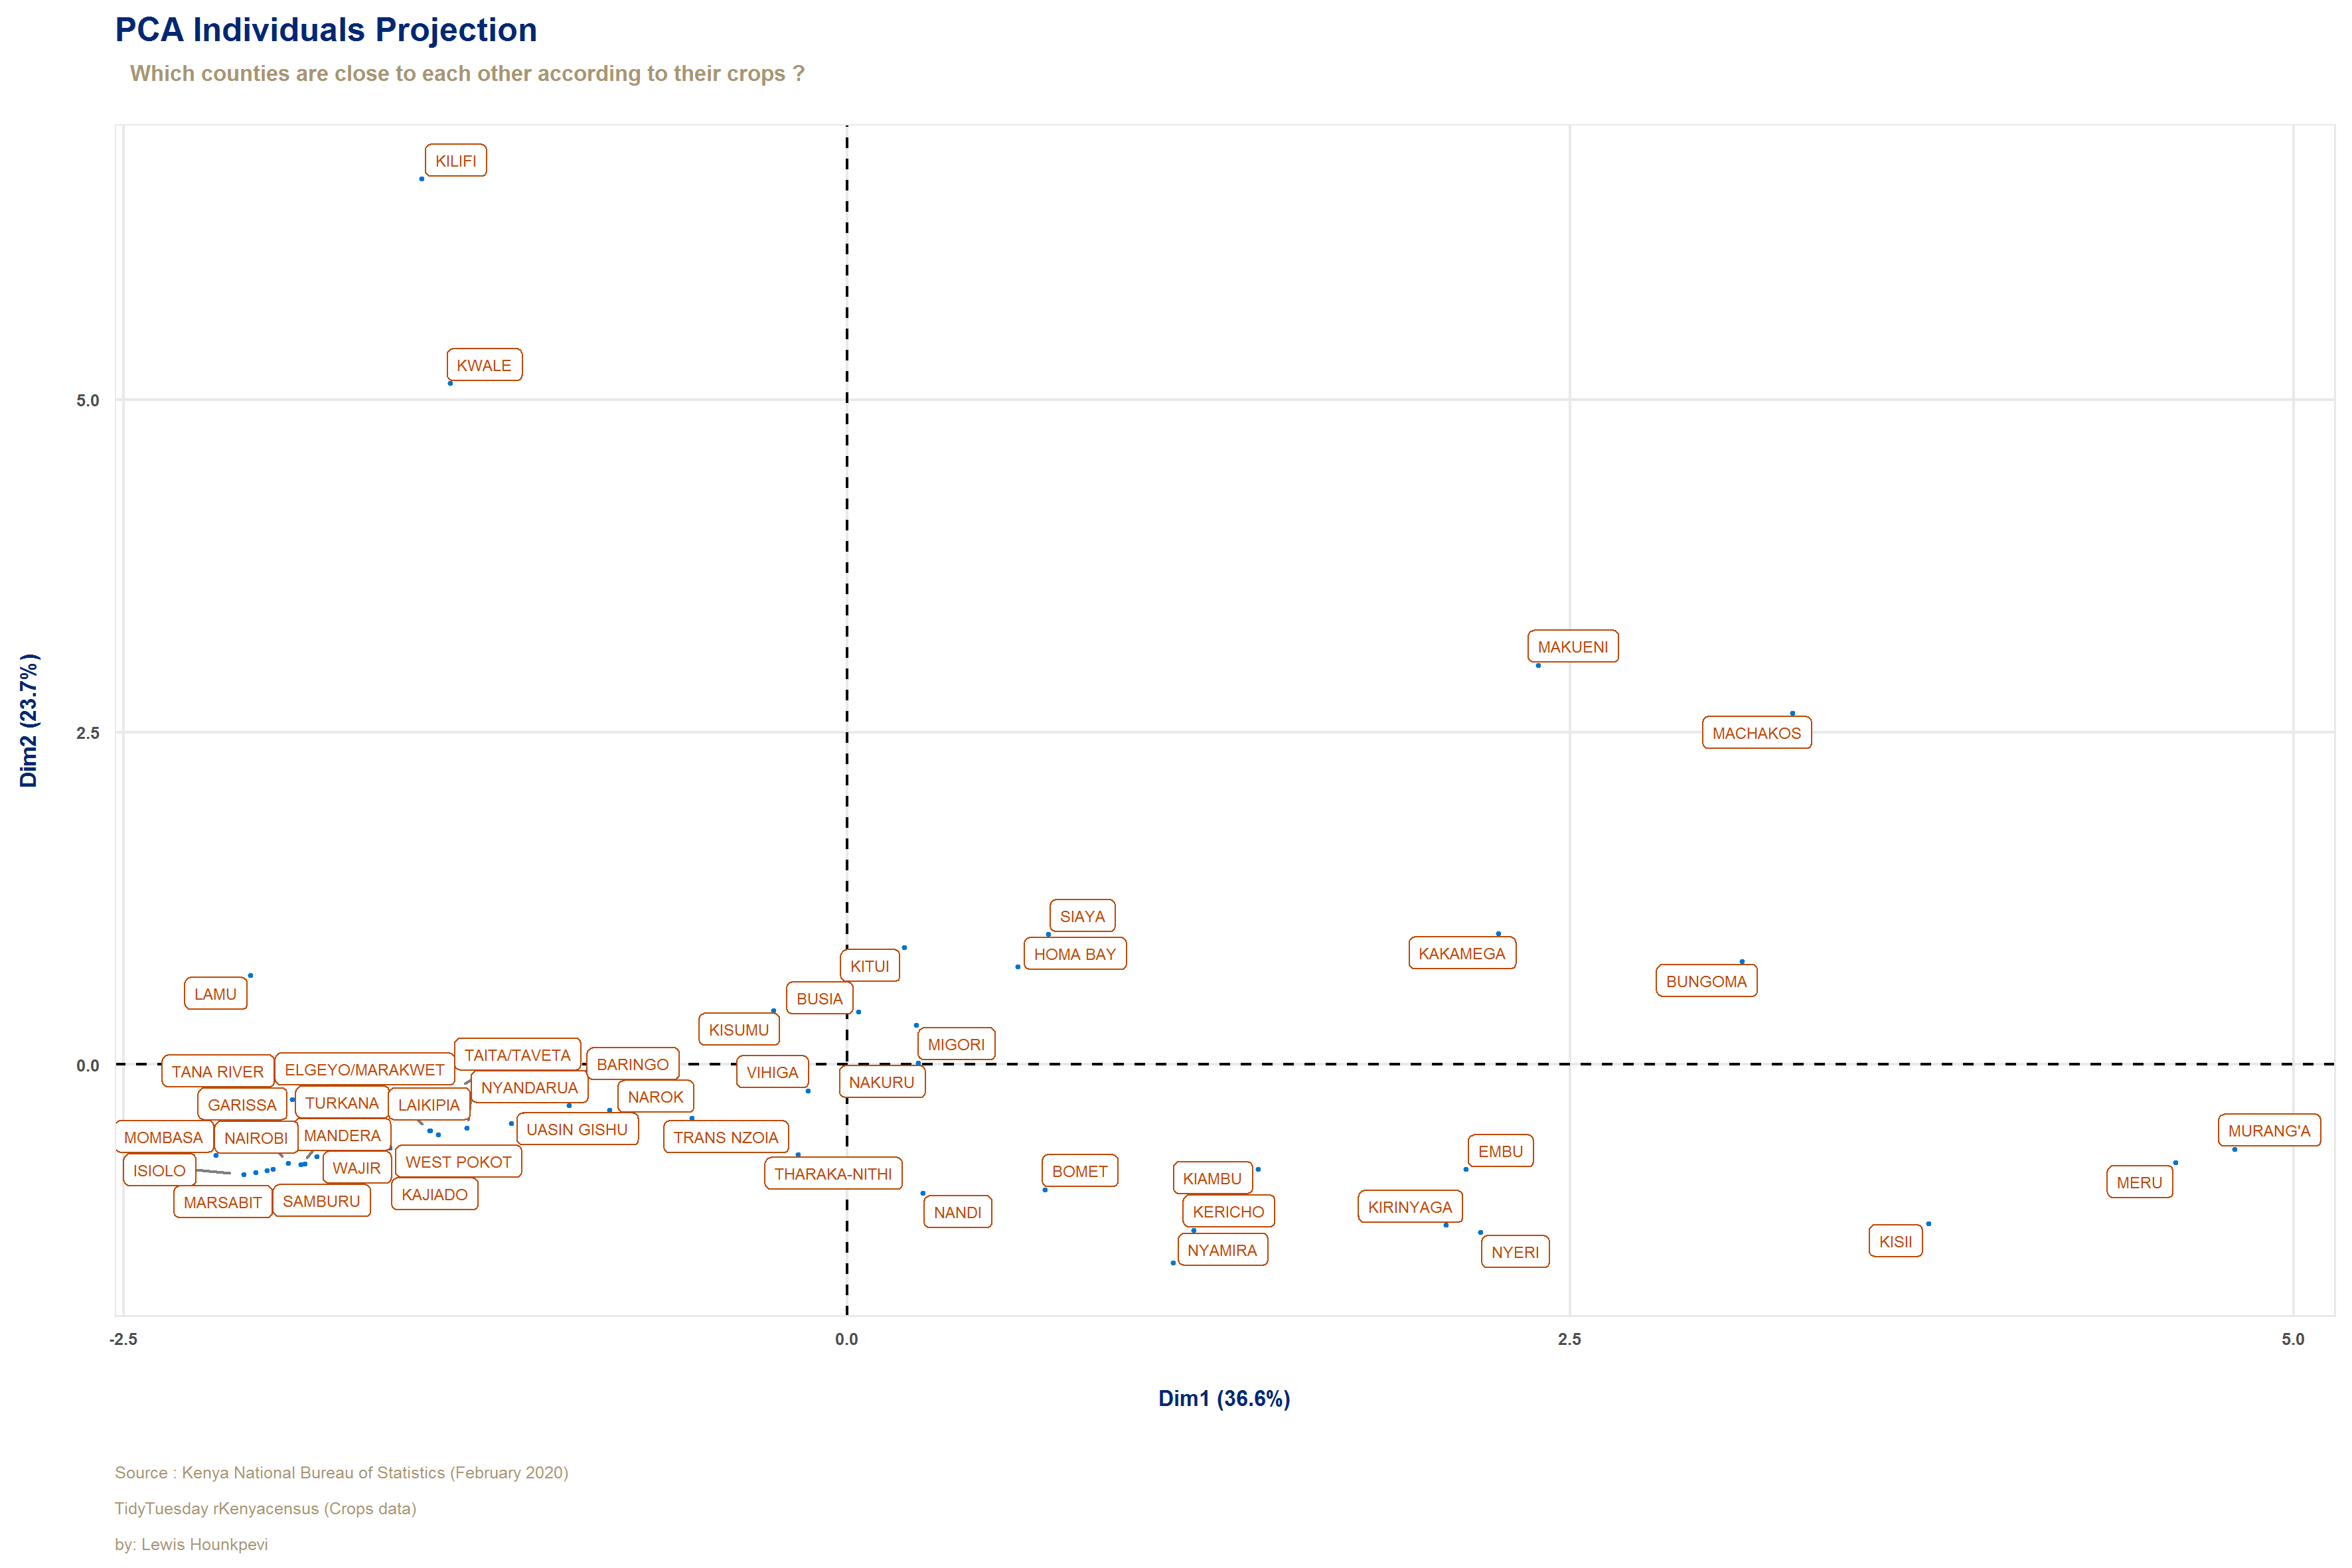 PCA Individuals Projection
Which counties are close to each other according to their crops ?
KILIFI
KWALE
5.0
MAKUENI
Dim2 (23.7%)
2.5
MACHAKOS
SIAYA
HOMA BAY
KAKAMEGA
KITUI
BUNGOMA
LAMU
BUSIA
KISUMU
MIGORI
0.0
TAITA/TAVETA
BARINGO
TANA RIVER
ELGEYO/MARAKWET
VIHIGA
NAKURU
NYANDARUA
NAROK
GARISSA
TURKANA
LAIKIPIA
UASIN GISHU
MURANG'A
MOMBASA
NAIROBI
MANDERA
TRANS NZOIA
EMBU
ISIOLO
WAJIR
WEST POKOT
THARAKA-NITHI
BOMET
KIAMBU
MERU
MARSABIT
SAMBURU
KAJIADO
NANDI
KERICHO
KIRINYAGA
KISII
NYAMIRA
NYERI
-2.5
0.0
2.5
5.0
Dim1 (36.6%)
Source : Kenya National Bureau of Statistics (February 2020)
TidyTuesday rKenyacensus (Crops data)
by: Lewis Hounkpevi